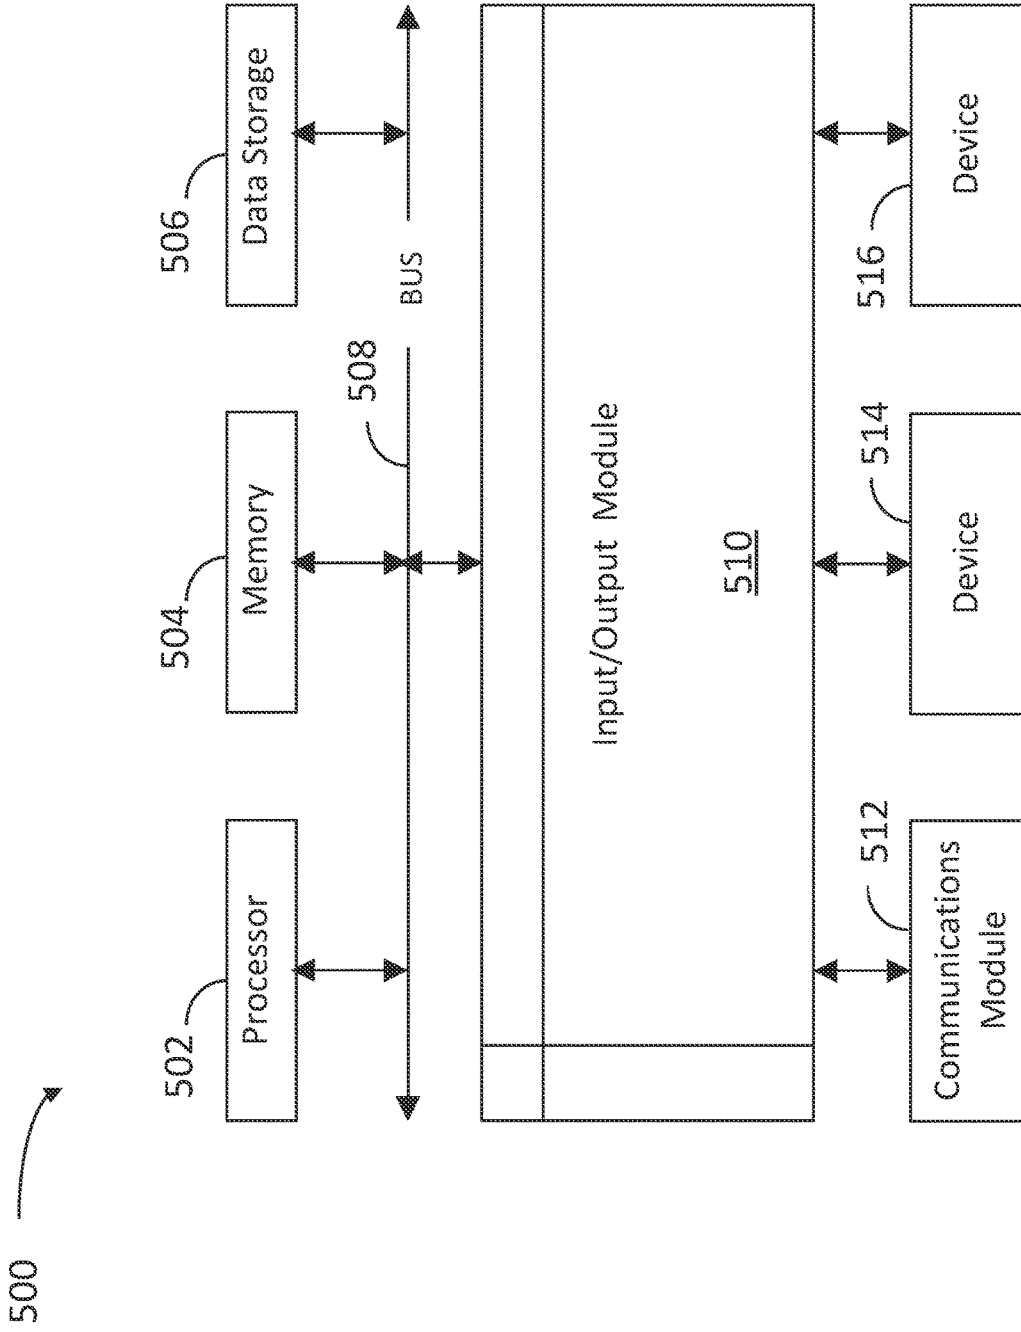 500
502
504
506
Processor
Memory
Data Storage
508
BUS
Input/Output Module
510
512
514
516
Communications
Module
Device
Device